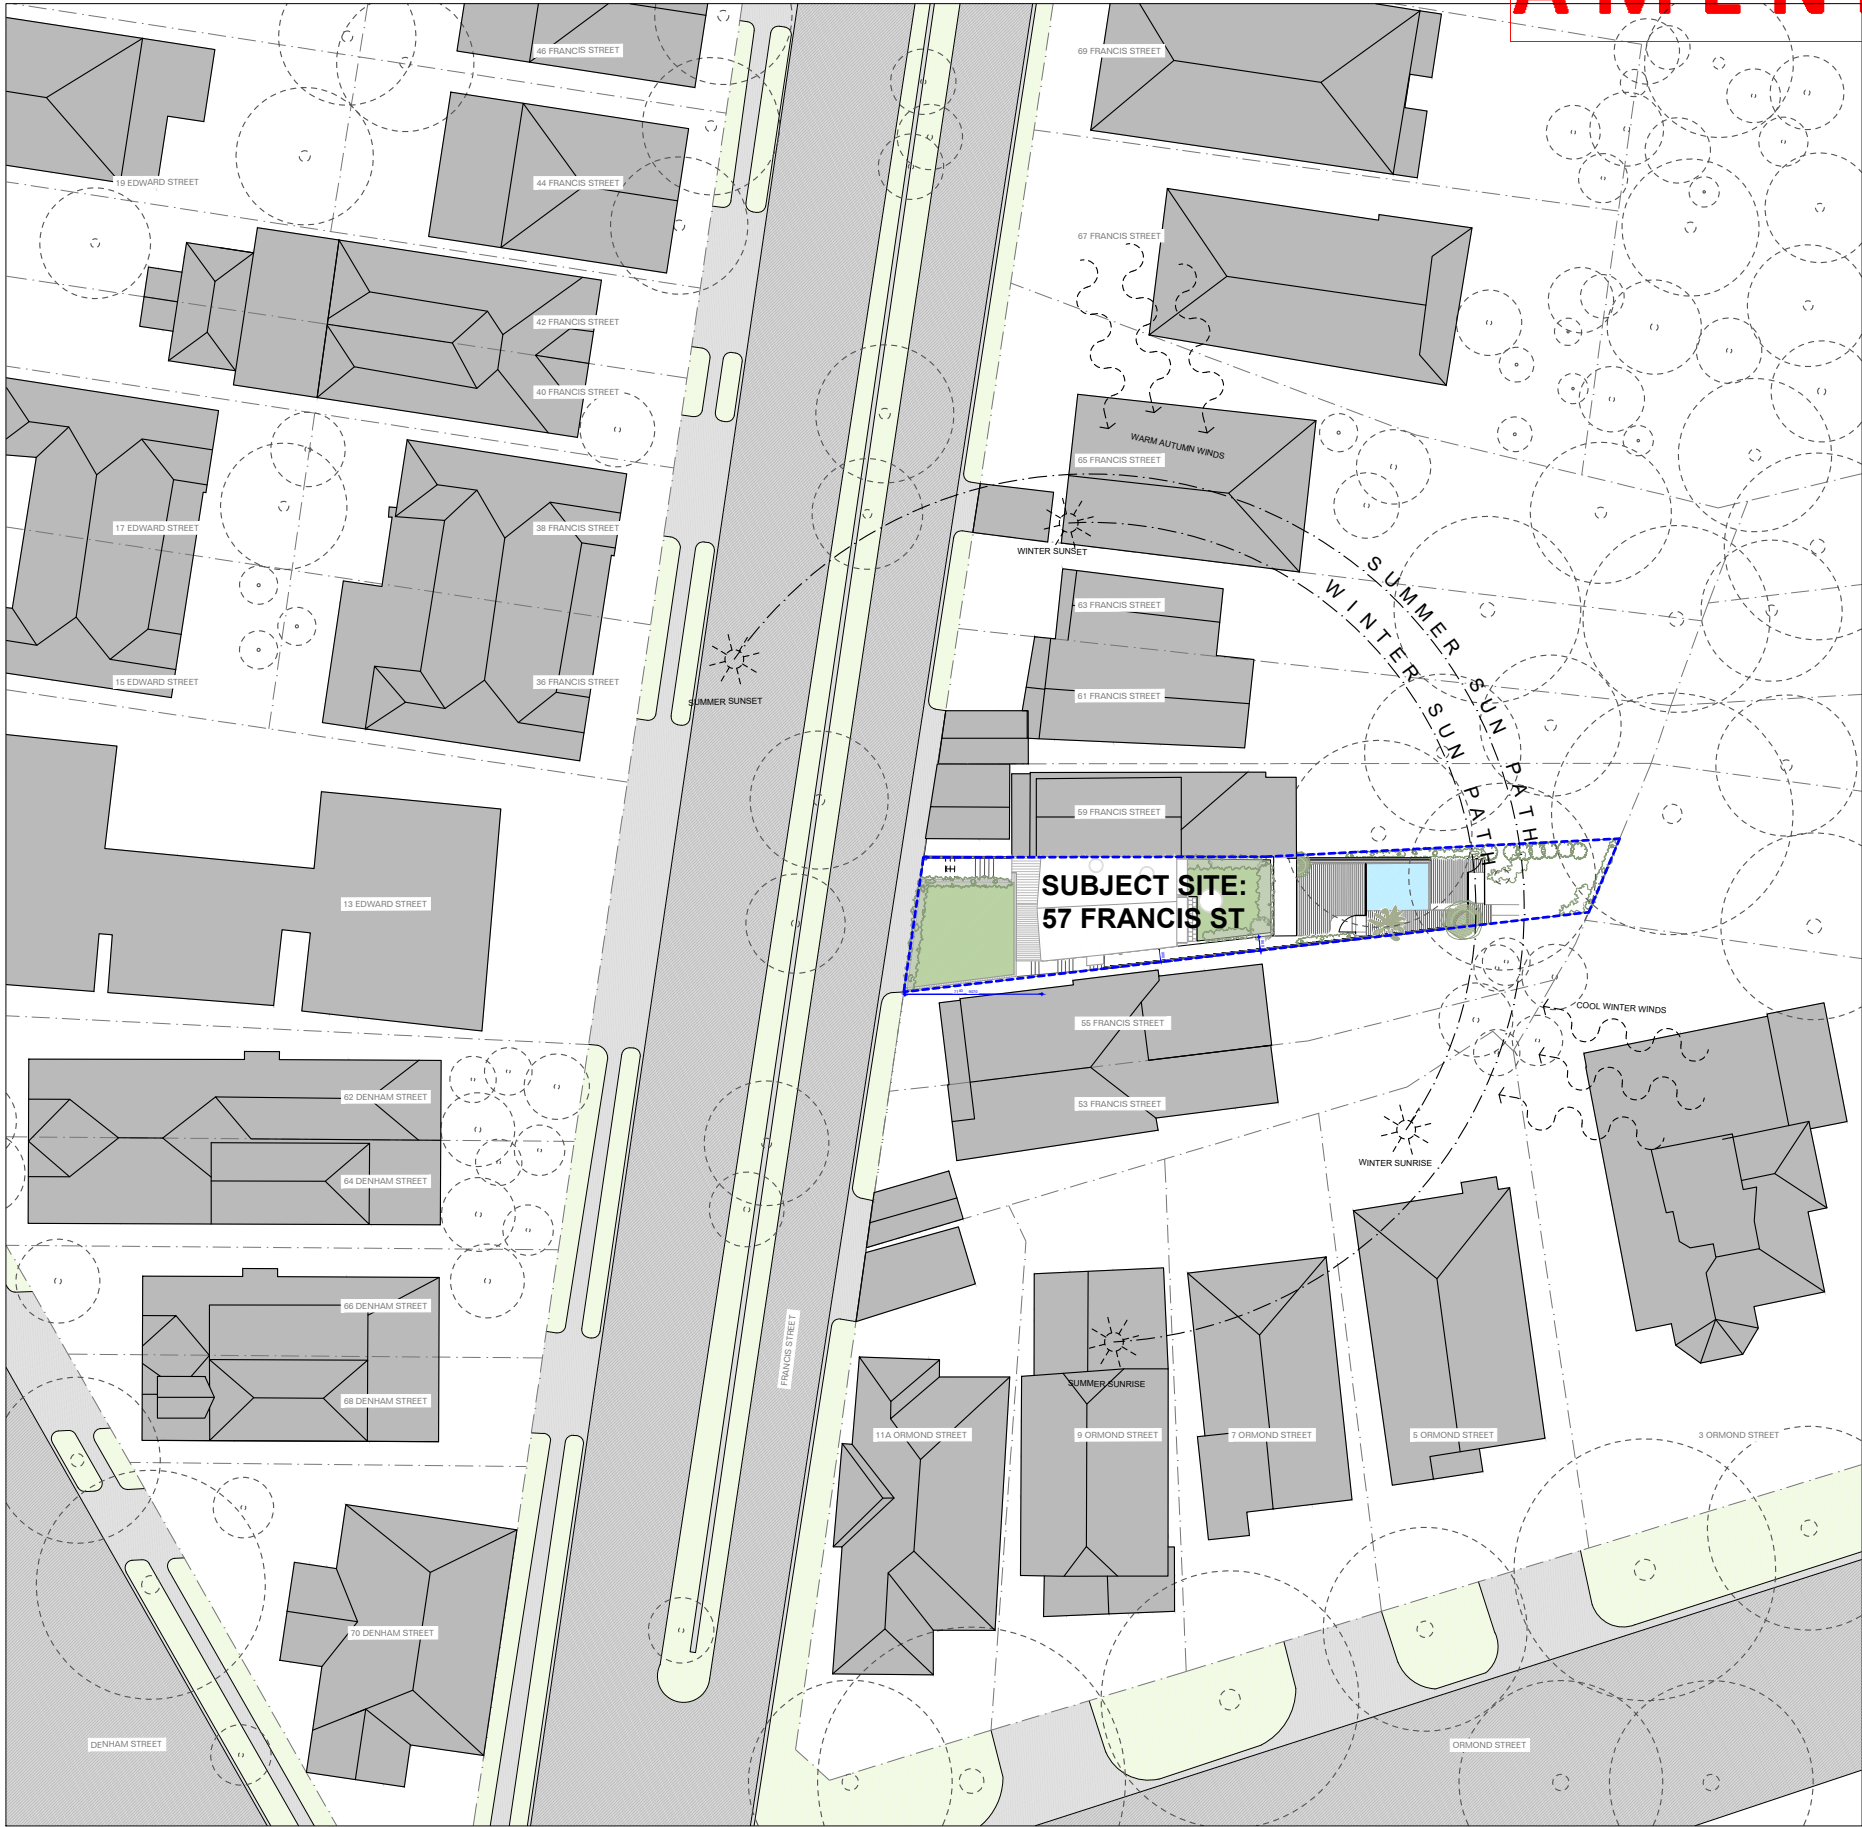 46 FRANCIS STREET
69 FRANCIS STREET
19 EDWARD STREET
44 FRANCIS STREET
67 FRANCIS STREET
42 FRANCIS STREET
40 FRANCIS STREET
WARM AUTUMN WINDS
65 FRANCIS STREET
17 EDWARD STREET
38 FRANCIS STREET
WINTER SUNSET
SUMMER SUN PATH
WINTER SUN PATH
63 FRANCIS STREET
15 EDWARD STREET
36 FRANCIS STREET
SUMMER SUNSET
61 FRANCIS STREET
59 FRANCIS STREET
SUBJECT SITE:
57 FRANCIS ST
13 EDWARD STREET
COOL WINTER WINDS
55 FRANCIS STREET
62 DENHAM STREET
53 FRANCIS STREET
WINTER SUNRISE
64 DENHAM STREET
66 DENHAM STREET
FRANCIS STREET
SUMMER SUNRISE
68 DENHAM STREET
11A ORMOND STREET
9 ORMOND STREET
7 ORMOND STREET
5 ORMOND STREET
3 ORMOND STREET
70 DENHAM STREET
DENHAM STREET
ORMOND STREET